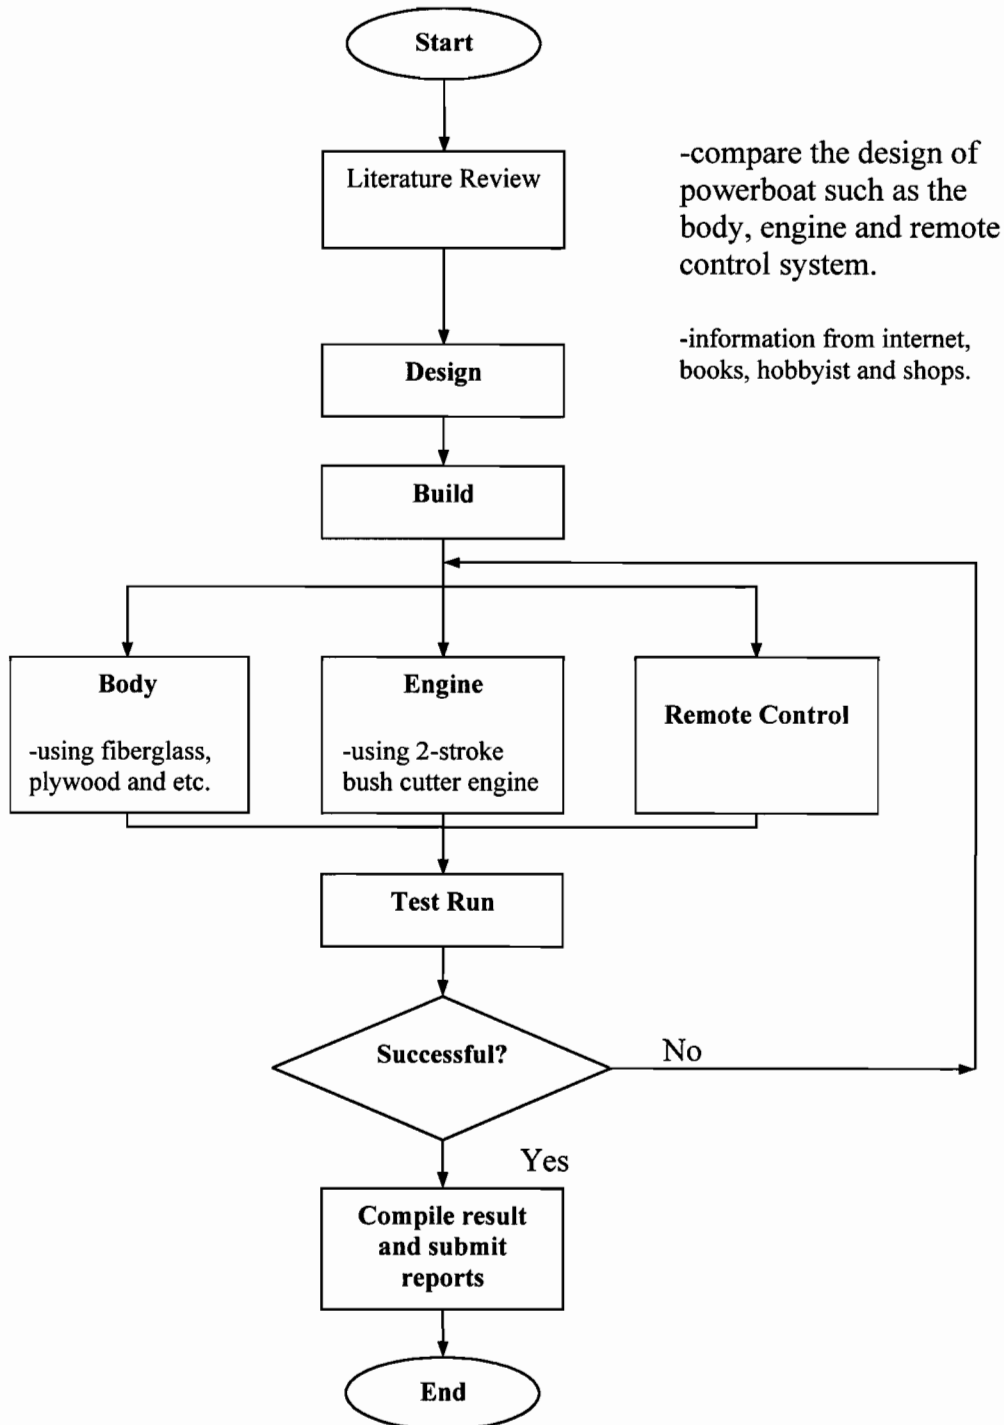 Start
Literature Review
-compare the design of
powerboat such as the
body, engine and remote
control system.
-information from internet,
books, hobbyist and shops.
Design
Build
Body
-using fiberglass,
plywood and etc.
Engine
-using 2-stroke
bush cutter engine
Remote Control
Test Run
Successful?
No
Yes
Compile result
and submit
reports
End